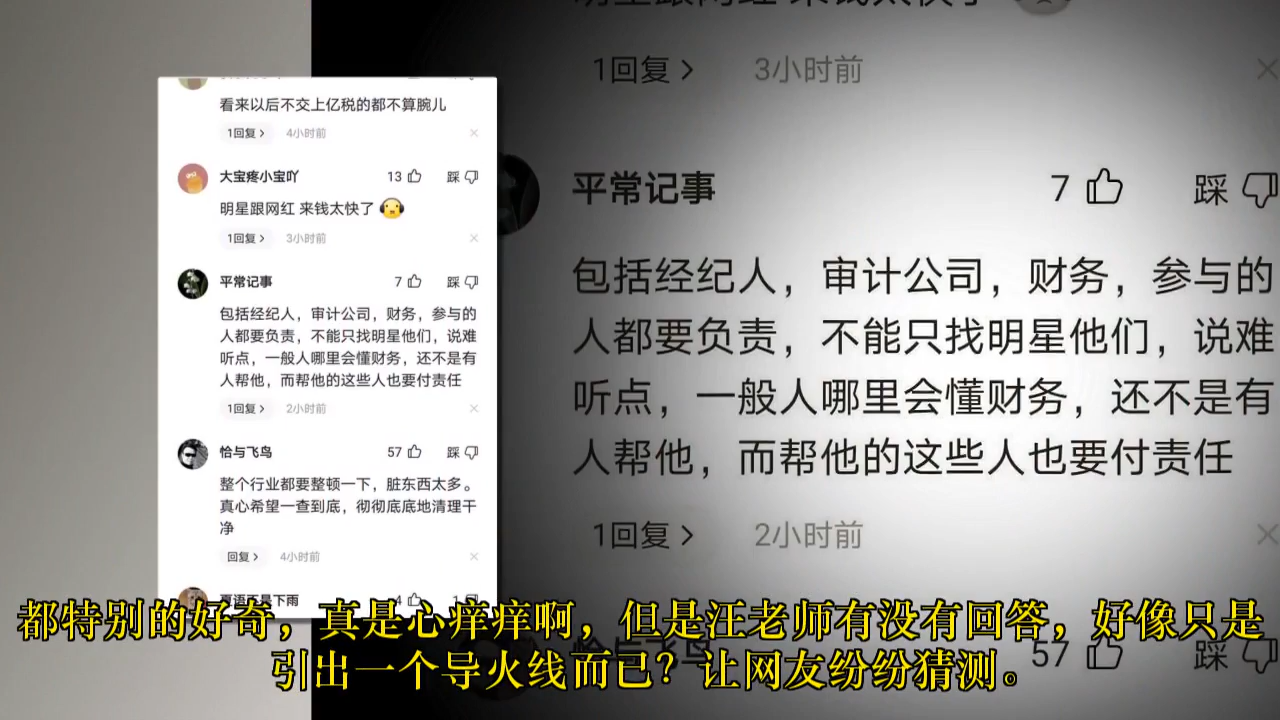 看来以后不交上亿税的都不算腕儿
1回复 >
4小时前
大宝疼小宝吖
13
踩
明星跟网红 来钱太快了
1回复 >
3小时前
平常记事
7
踩
包括经纪人，审计公司，财务，参与的
人都要负责，不能只找明星他们，说难
听点，一般人哪里会懂财务，还不是有
人帮他，而帮他的这些人也要付责任
1回复 >
2小时前
恰与飞鸟
57
踩
整个行业都要整顿一下，脏东西太多。
真心希望一查到底，彻彻底底地清理干
净
回复 >
4小时前
夏语不是下雨
4
1
1回复 >
3小时前
平常记事
7
踩
包括经纪人，审计公司，财务，参与的
人都要负责，不能只找明星他们，说难
听点，一般人哪里会懂财务，还不是有
人帮他，而帮他的这些人也要付责任
1回复 >
2小时前
57
踩
都特别的好奇，真是心痒痒啊，但是汪老师有没有回答，好像只是
引出一个导火线而已？让网友纷纷猜测。